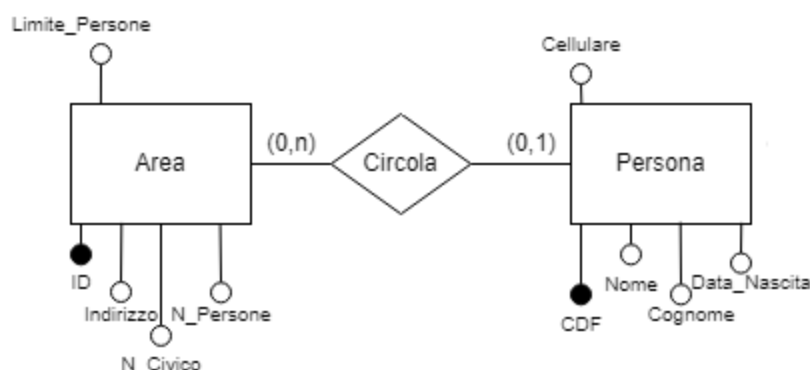 Limite_Persone
Cellulare
Area
(0,n)
Circola
(0,1)
Persona
ID
Indirizzo
N_Persone
N_Civico
Nome
Data_Nascita
CDF
Cognome